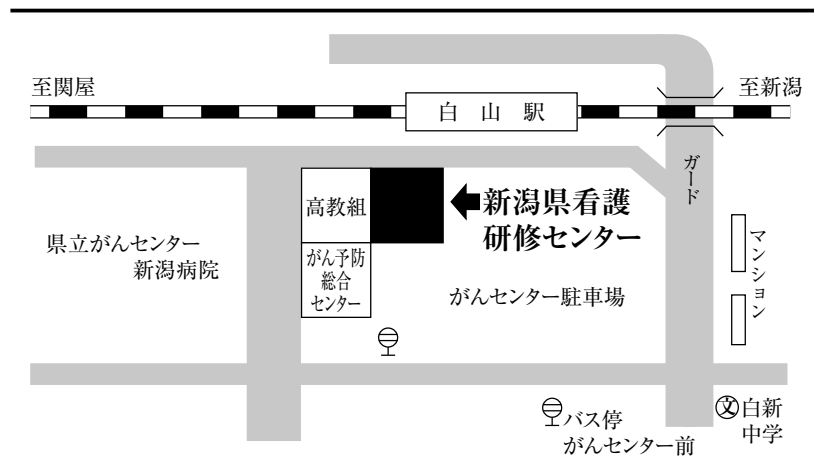 至関屋
至新潟
白山駅
ガード
高教組
新潟県看護
研修センター
県立がんセンター
新潟病院
がん予防
総合
センター
がんセンター駐車場
マンション
文
白新
中学
バス停
がんセンター前